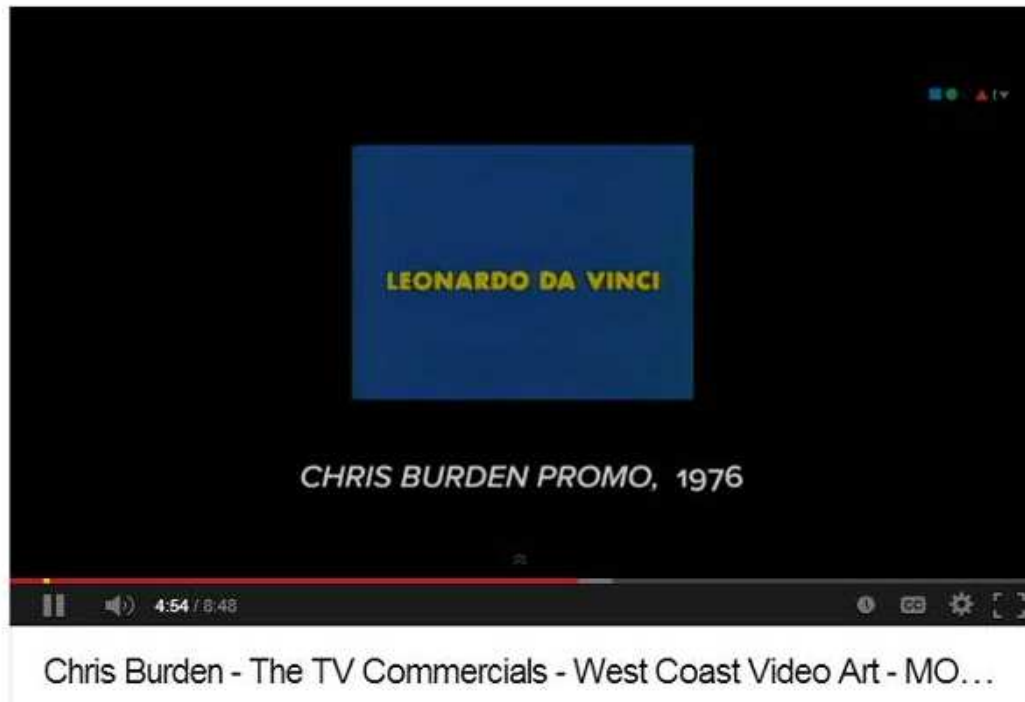 LEONARDO DA VINCI
CHRIS BURDEN PROMO, 1976
4:54 / 8:48
CC
Chris Burden - The TV Commercials - West Coast Video Art - MO...